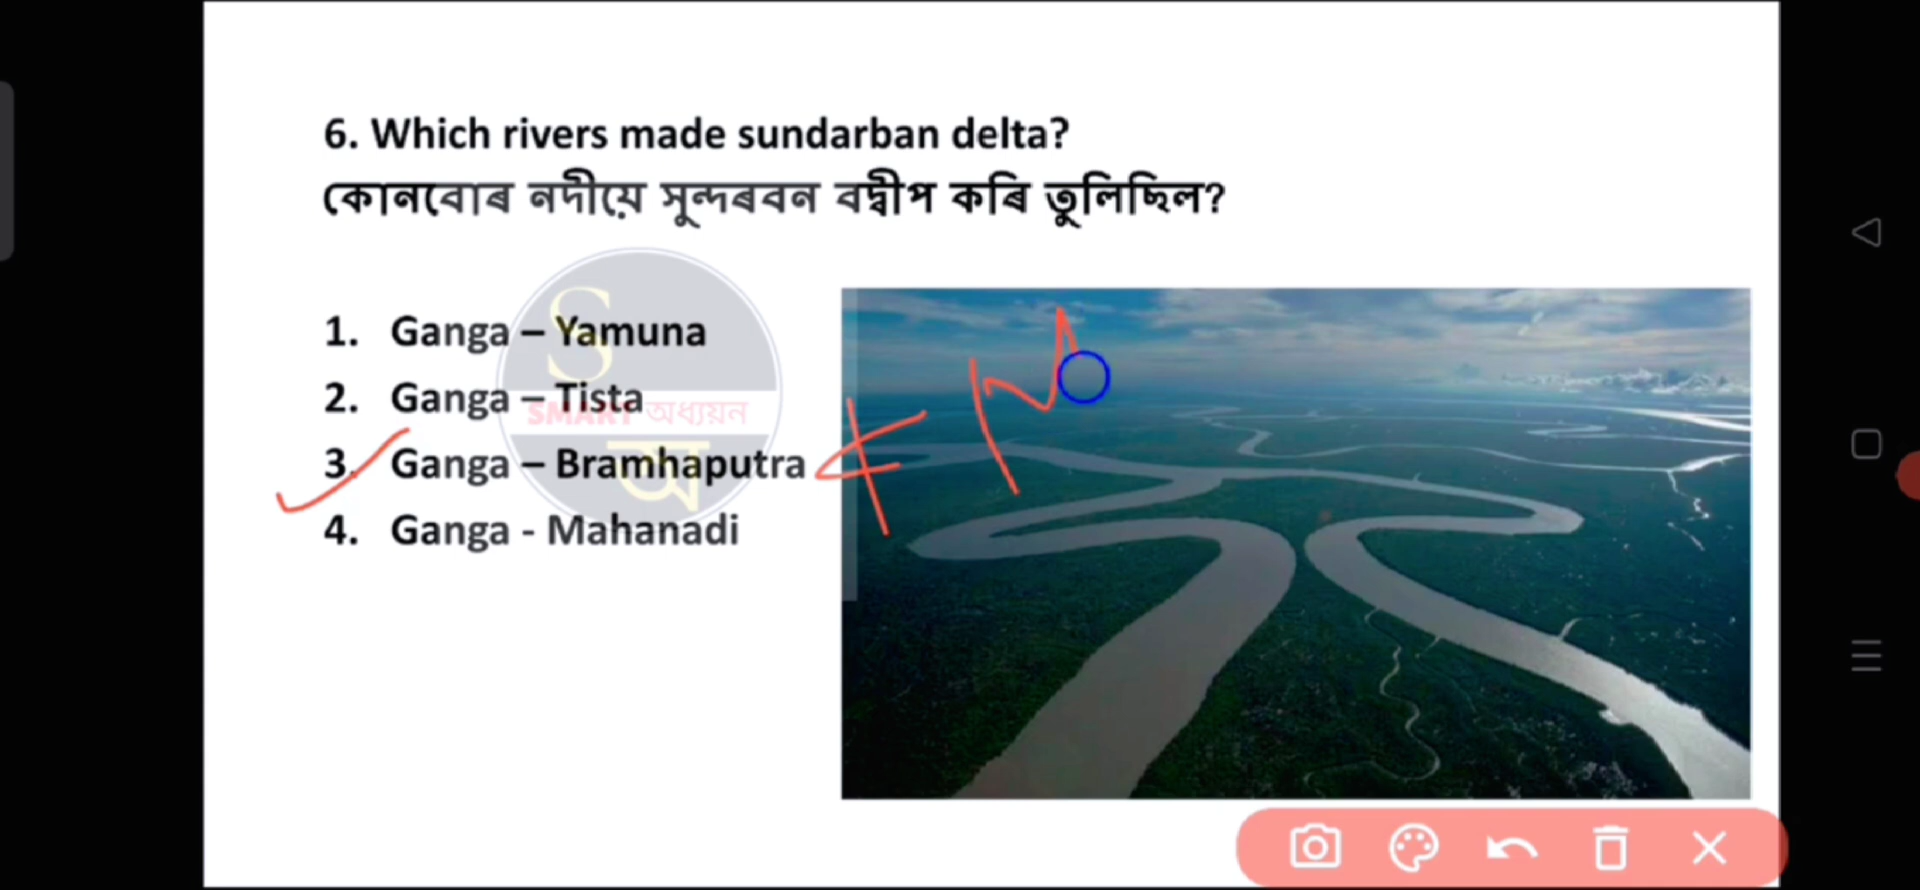 6. Which rivers made sundarban delta?
কোনবোৰ নদীয়ে সুন্দৰবন বদ্বীপ কৰি তুলিছিল?
1. Ganga – Yamuna
2. Ganga – Tista
SMART অধ্যয়ন
3. Ganga – Bramhaputra
4. Ganga - Mahanadi